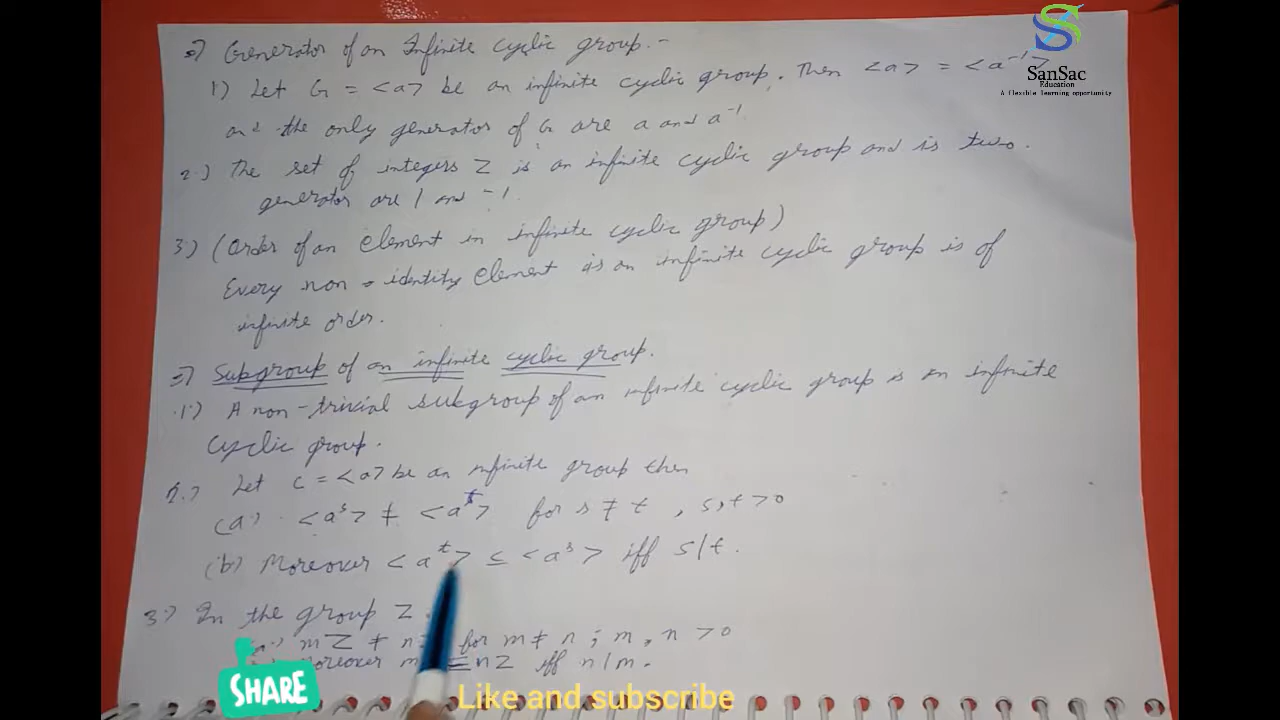 ⇒ Generator of an Infinite cyclic group.-
1) Let G = <a> be an infinite cyclic group. Then <a> = <a⁻¹>
and the only generator of G are a and a⁻¹
2.) The set of integers Z is an infinite cyclic group and is two.
generator are 1 and -1.
3.) (Order of an element in infinite cyclic group)
Every non-identity element is an infinite cyclic group is of
infinite order.
⇒ Subgroup of an infinite cyclic group.
1.) A non-trivial subgroup of an infinite cyclic group is an infinite
cyclic group.
2.) Let C = <a> be an infinite group then
(a) <aˢ> ≠ <aᵗ> for s ≠ t , s,t > 0
(b) Moreover <aᵗ> ≤ <aˢ> iff s/t.
3.) In the group Z.
mZ ≠ for m ≠ n ; m, n > 0
Moreover nZ iff n/m.
SanSac
Education
A flexible learning opportunity
SHARE
Like and subscribe